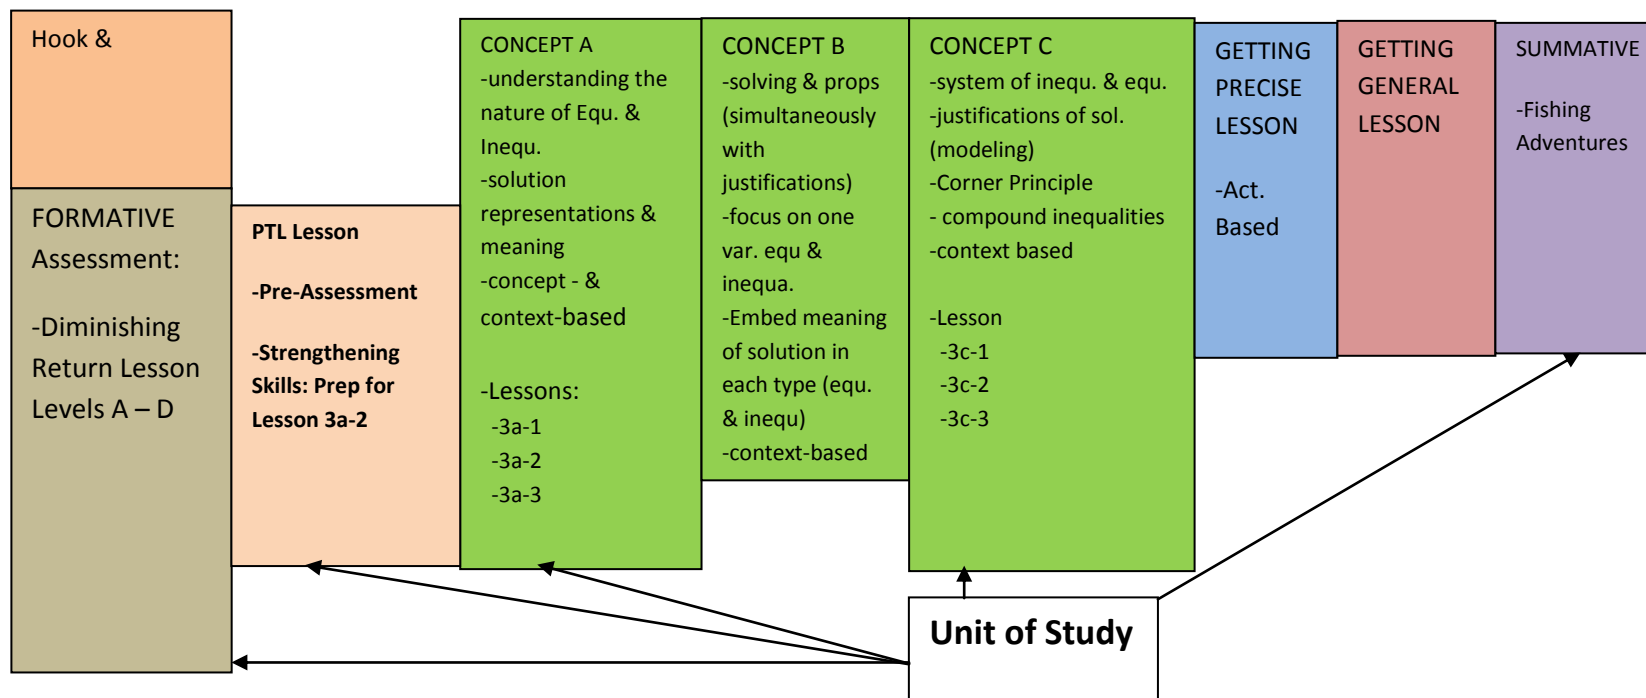 Hook &
FORMATIVE
Assessment:
-Diminishing
Return Lesson
Levels A – D
PTL Lesson
-Pre-Assessment
-Strengthening
Skills: Prep for
Lesson 3a-2
CONCEPT A
-understanding the
nature of Equ. &
Inequ.
-solution
representations &
meaning
-concept - &
context-based
-Lessons:
-3a-1
-3a-2
-3a-3
CONCEPT B
-solving & props
(simultaneously
with
justifications)
-focus on one
var. equ &
inequa.
-Embed meaning
of solution in
each type (equ.
& inequ)
-context-based
CONCEPT C
-system of inequ. & equ.
-justifications of sol.
(modeling)
-Corner Principle
- compound inequalities
-context based
-Lesson
-3c-1
-3c-2
-3c-3
GETTING
PRECISE
LESSON
-Act.
Based
GETTING
GENERAL
LESSON
SUMMATIVE
-Fishing
Adventures
Unit of Study